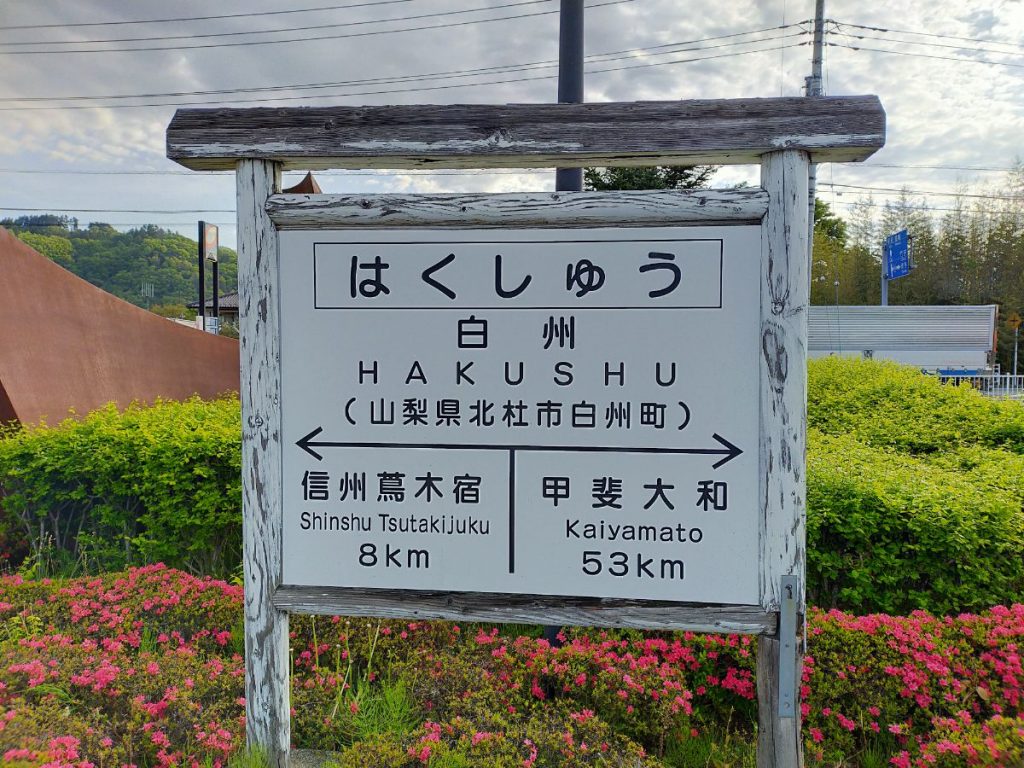 はくしゅう
白州
HAKUSHU
（山梨県北杜市白州町）
信州蔦木宿
Shinshu Tsutakijuku
8km
甲斐大和
Kaiyamato
53km